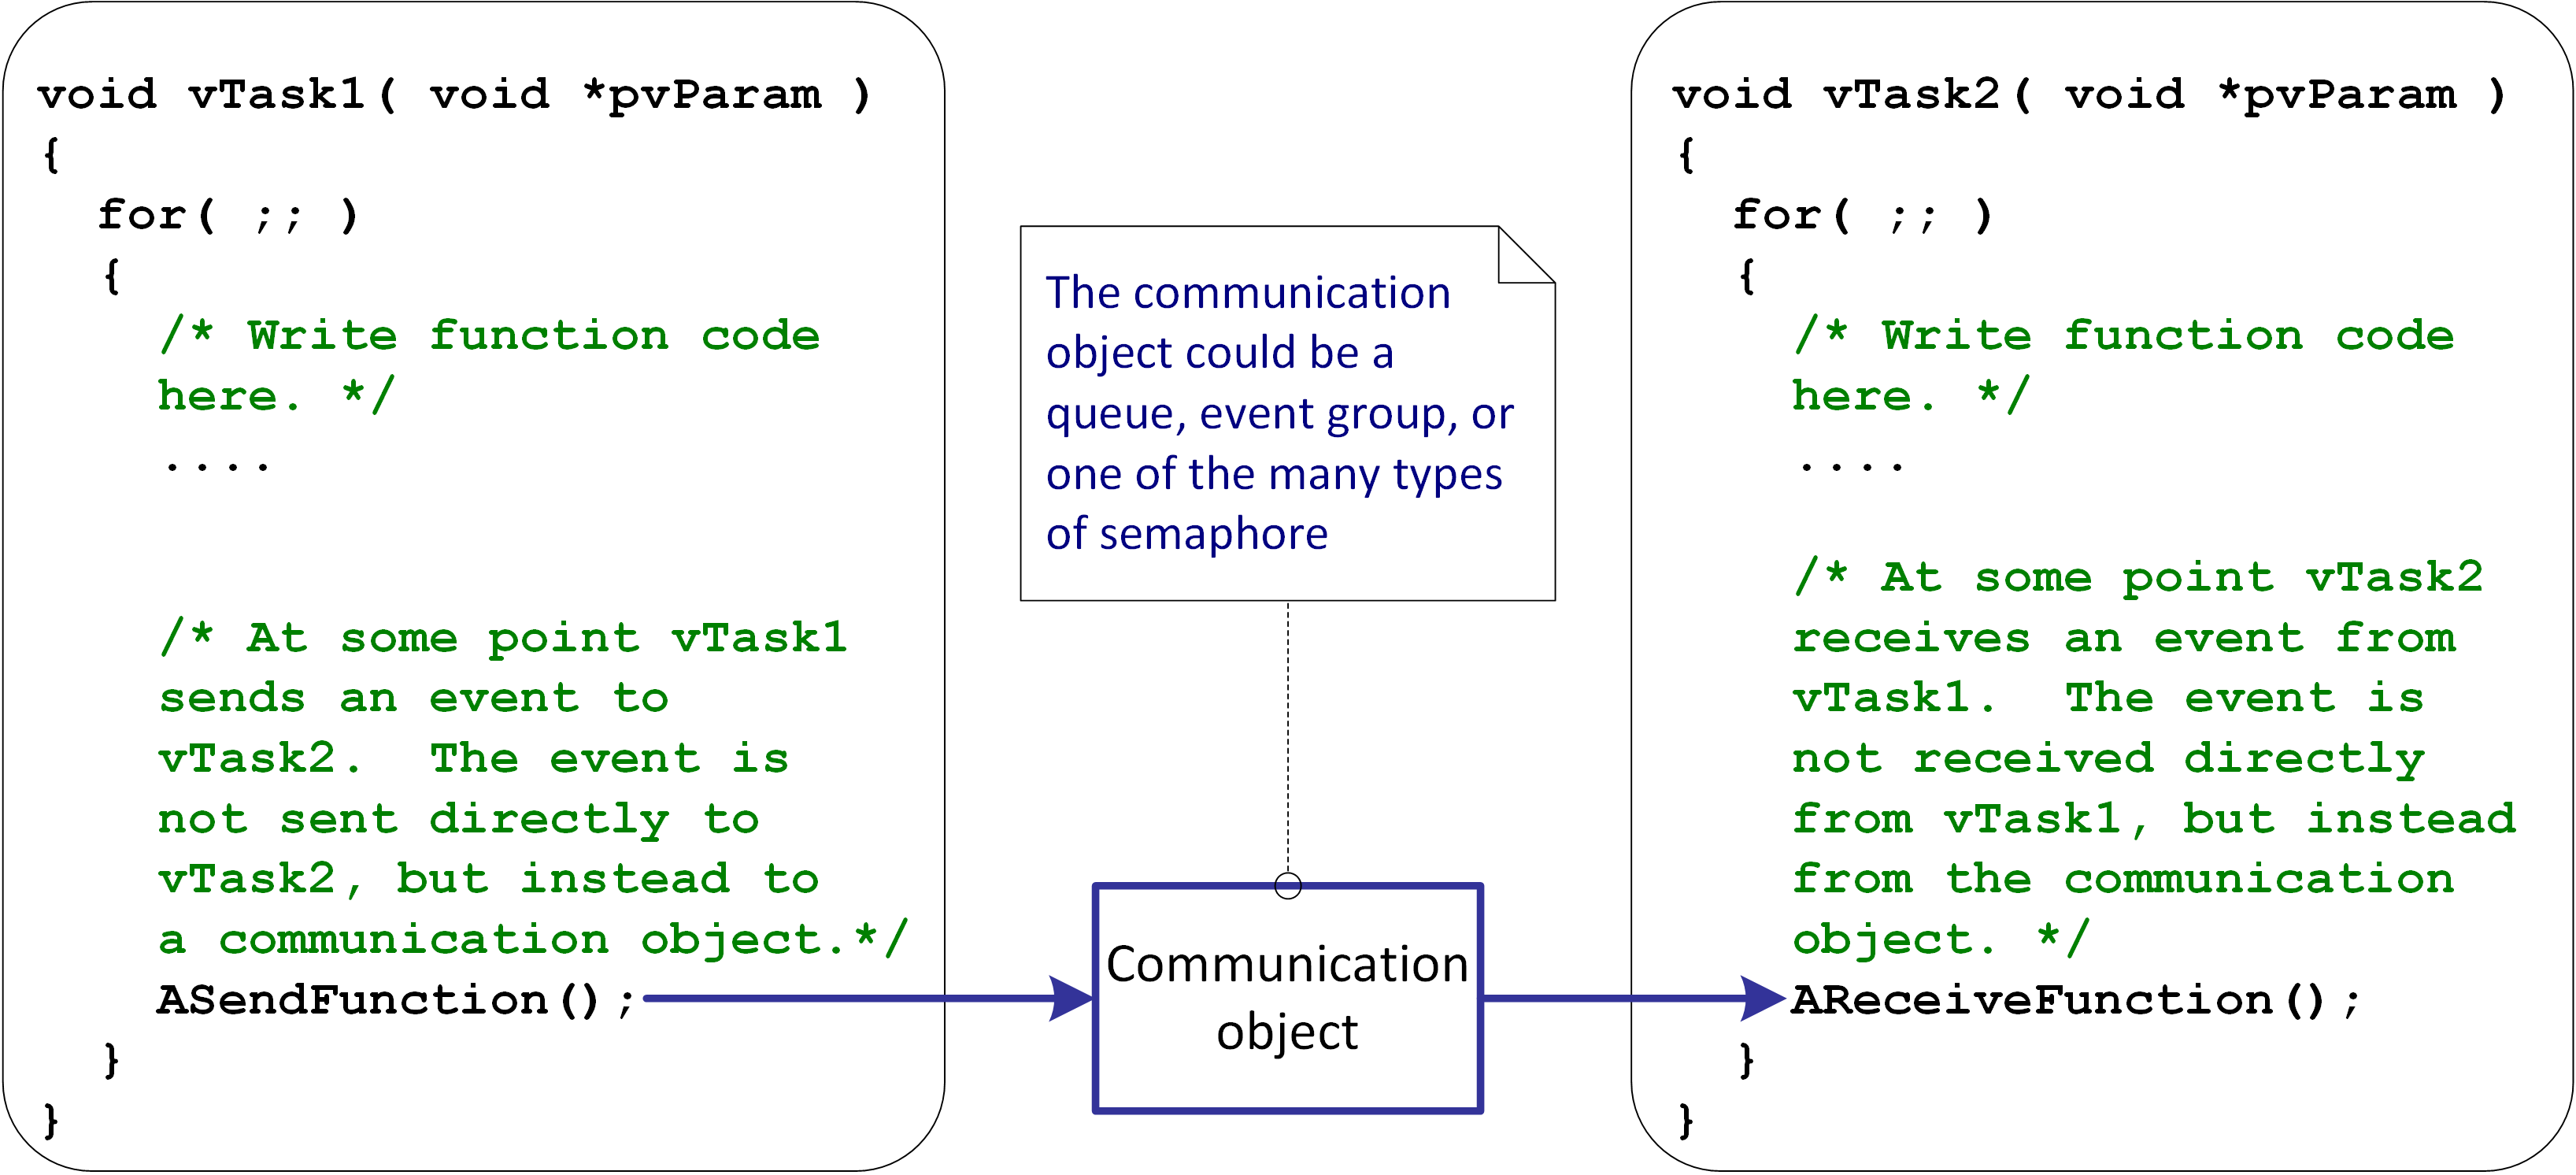 void vTask1( void *pvParam )
{
for( ;; )
{
/* Write function code
here. */
....
/* At some point vTask1
sends an event to
vTask2.  The event is
not sent directly to
vTask2, but instead to
a communication object.*/
ASendFunction();
}
}
The communication
object could be a
queue, event group, or
one of the many types
of semaphore
Communication
object
void vTask2( void *pvParam )
{
for( ;; )
{
/* Write function code
here. */
....
/* At some point vTask2
receives an event from
vTask1.  The event is
not received directly
from vTask1, but instead
from the communication
object. */
AReceiveFunction();
}
}